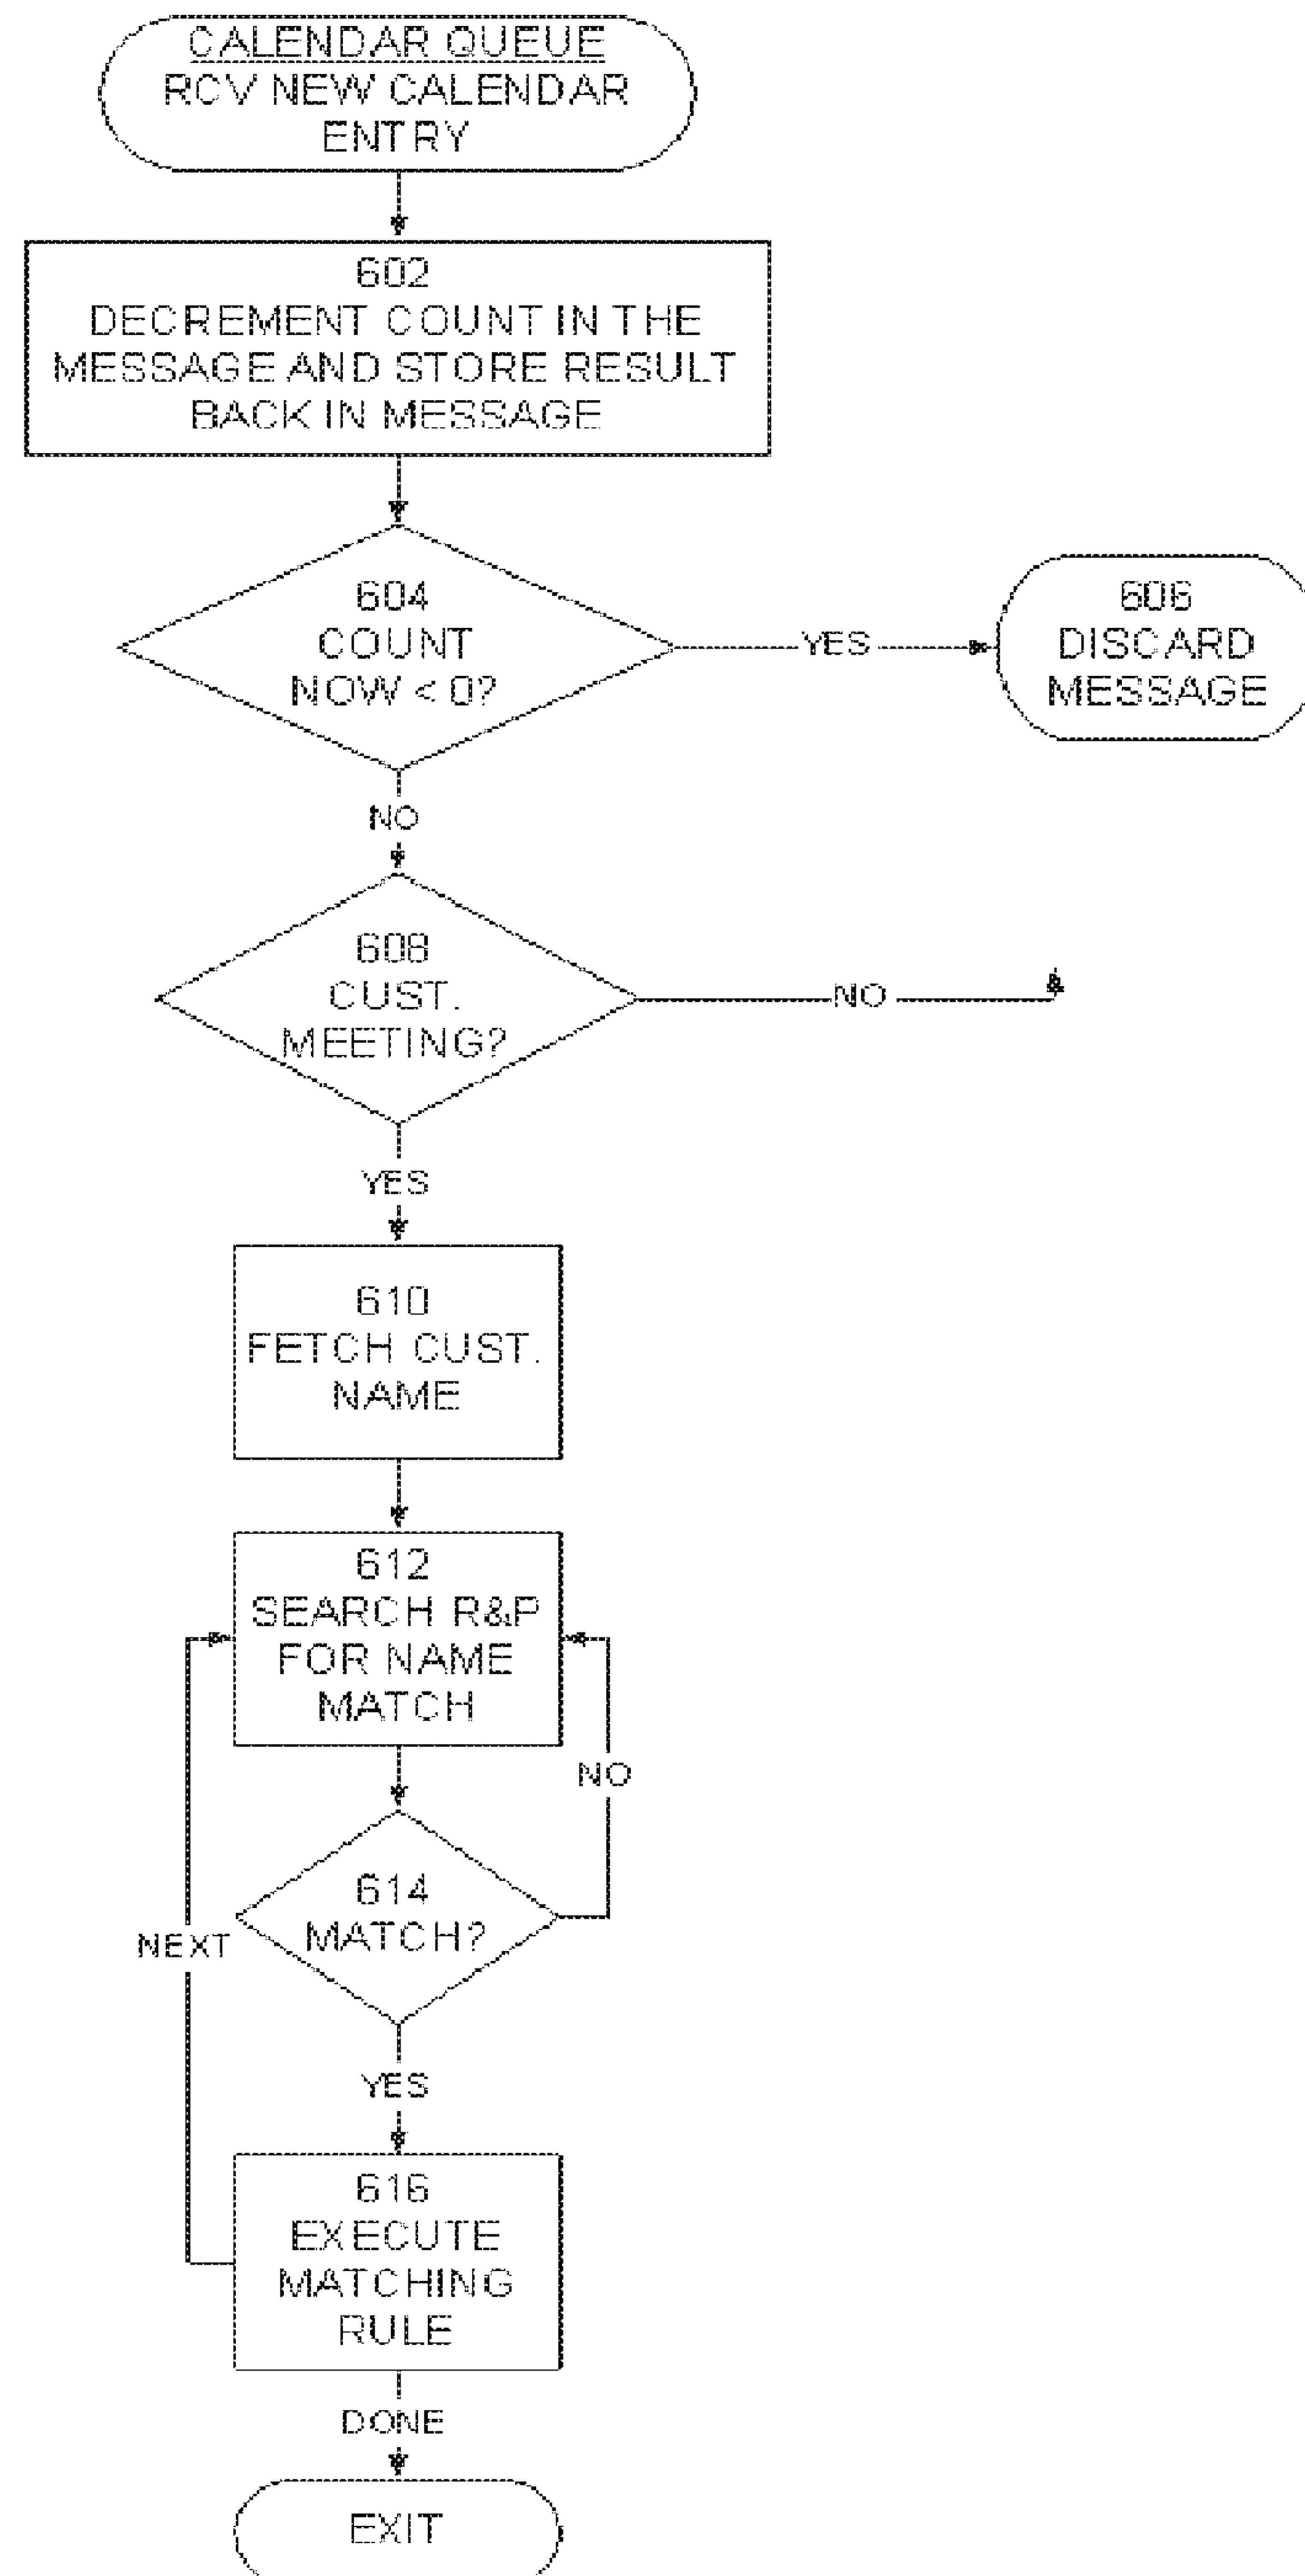 CALENDAR QUEUE
RCV NEW CALENDAR
ENTRY
602
DECREMENT COUNT IN THE
MESSAGE AND STORE RESULT
BACK IN MESSAGE
604
COUNT
NOW < 0?
YES
606
DISCARD
MESSAGE
NO
608
CUST.
MEETING?
NO
YES
610
FETCH CUST.
NAME
612
SEARCH R&P
FOR NAME
MATCH
NO
614
MATCH?
NEXT
YES
616
EXECUTE
MATCHING
RULE
DONE
EXIT